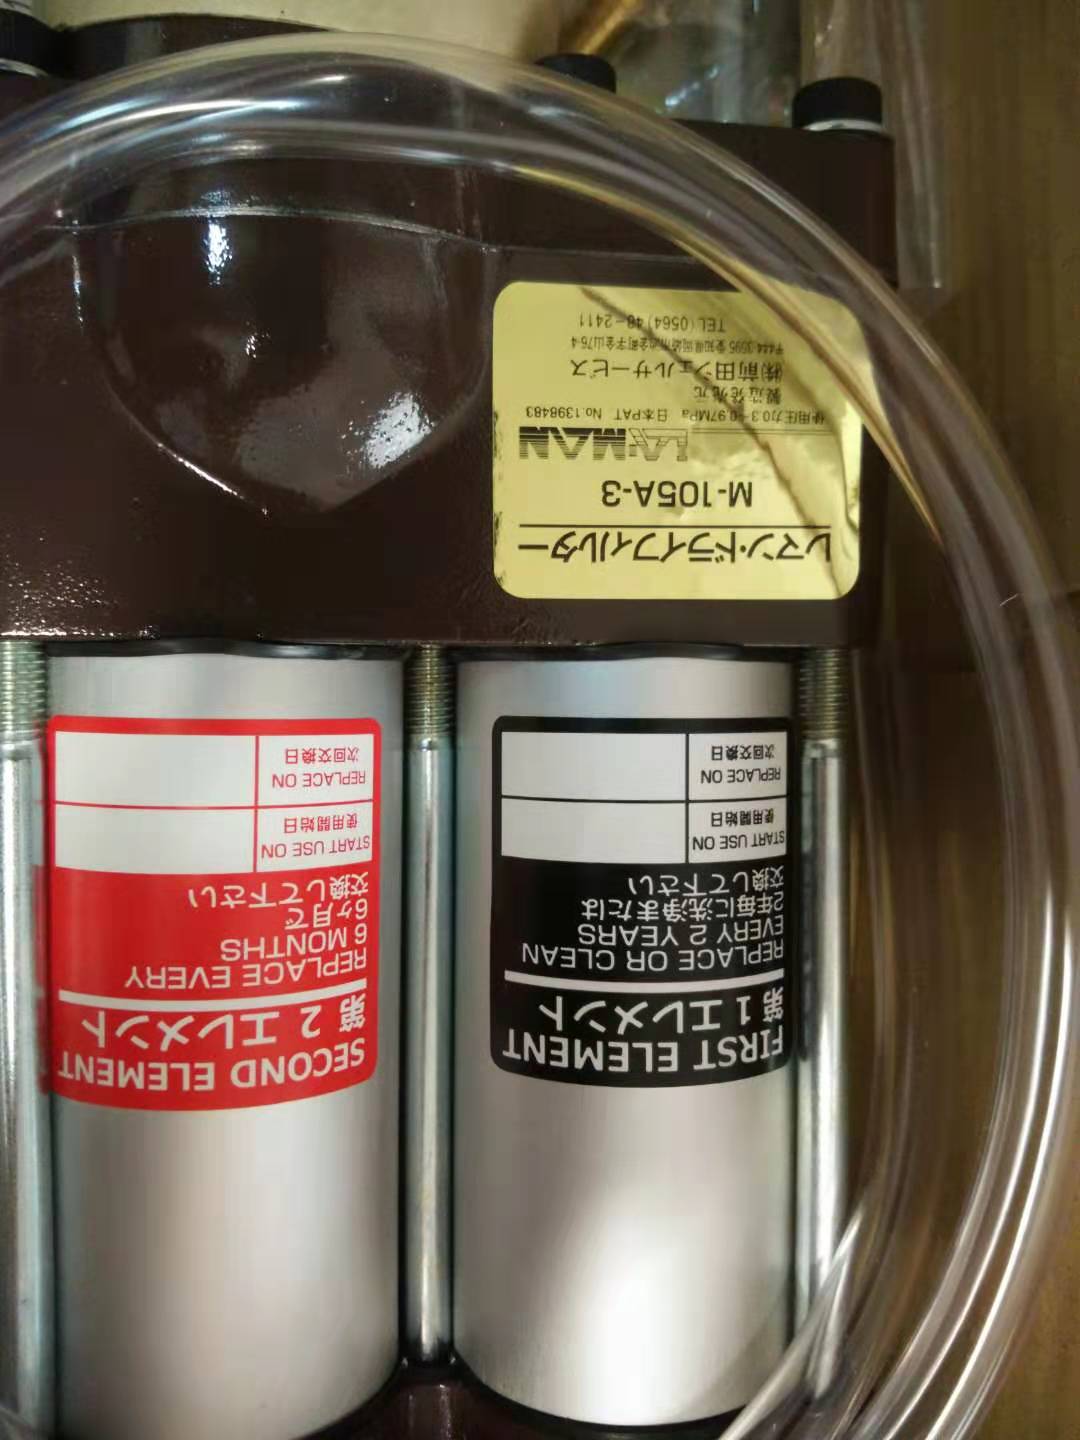 レマン・ドライフィルター
M-105A-3
LA-MAN
使用圧力0.3~0.97MPa 日本PAT No.1398483
製造発売元
㈱前田シェルサービス
TEL(0564)48-2411
FIRST ELEMENT
第1エレメント
REPLACE OR CLEAN
EVERY 2 YEARS
2年毎に洗浄または
交換して下さい
START USE ON
使用開始日
REPLACE ON
次回交換日
SECOND ELEMENT
第2エレメント
REPLACE EVERY
6 MONTHS
6ヶ月で
交換して下さい
START USE ON
使用開始日
REPLACE ON
次回交換日